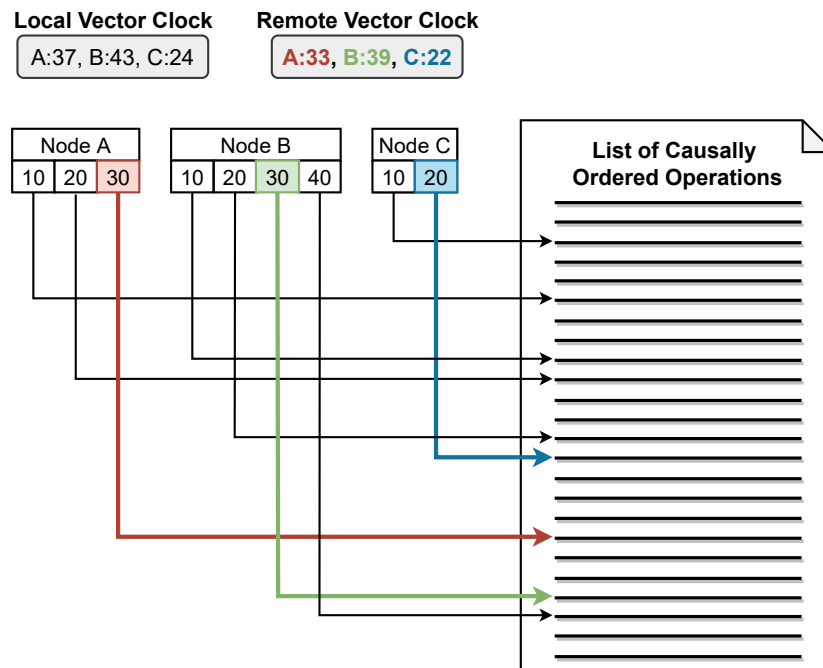 Local Vector Clock
A:37, B:43, C:24
Remote Vector Clock
A:33, B:39, C:22
Node A
10 20 30
Node B
10 20 30 40
Node C
10 20
List of Causally
Ordered Operations